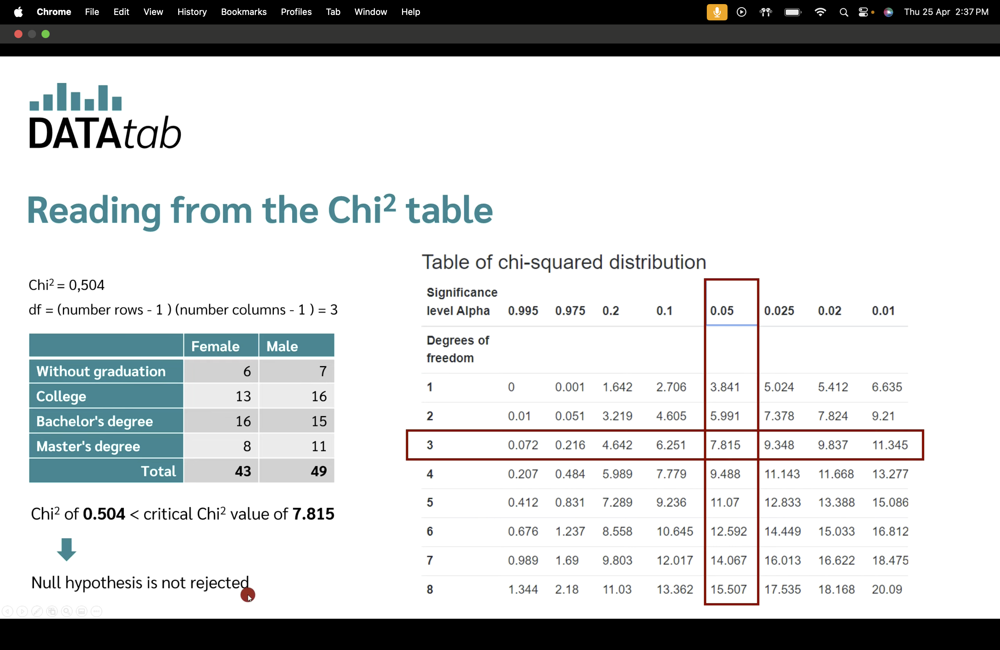 Chrome File Edit View History Bookmarks Profiles Tab Window Help Thu 25 Apr 2:37 PM
DATAtab
Reading from the Chi² table
Chi² = 0,504
df = (number rows - 1 ) (number columns - 1 ) = 3
Female Male
Without graduation 6 7
College 13 16
Bachelor's degree 16 15
Master's degree 8 11
Total 43 49
Chi² of 0.504 < critical Chi² value of 7.815
Null hypothesis is not rejected
Table of chi-squared distribution
Significance
level Alpha 0.995 0.975 0.2 0.1 0.05 0.025 0.02 0.01
Degrees of
freedom
1 0 0.001 1.642 2.706 3.841 5.024 5.412 6.635
2 0.01 0.051 3.219 4.605 5.991 7.378 7.824 9.21
3 0.072 0.216 4.642 6.251 7.815 9.348 9.837 11.345
4 0.207 0.484 5.989 7.779 9.488 11.143 11.668 13.277
5 0.412 0.831 7.289 9.236 11.07 12.833 13.388 15.086
6 0.676 1.237 8.558 10.645 12.592 14.449 15.033 16.812
7 0.989 1.69 9.803 12.017 14.067 16.013 16.622 18.475
8 1.344 2.18 11.03 13.362 15.507 17.535 18.168 20.09